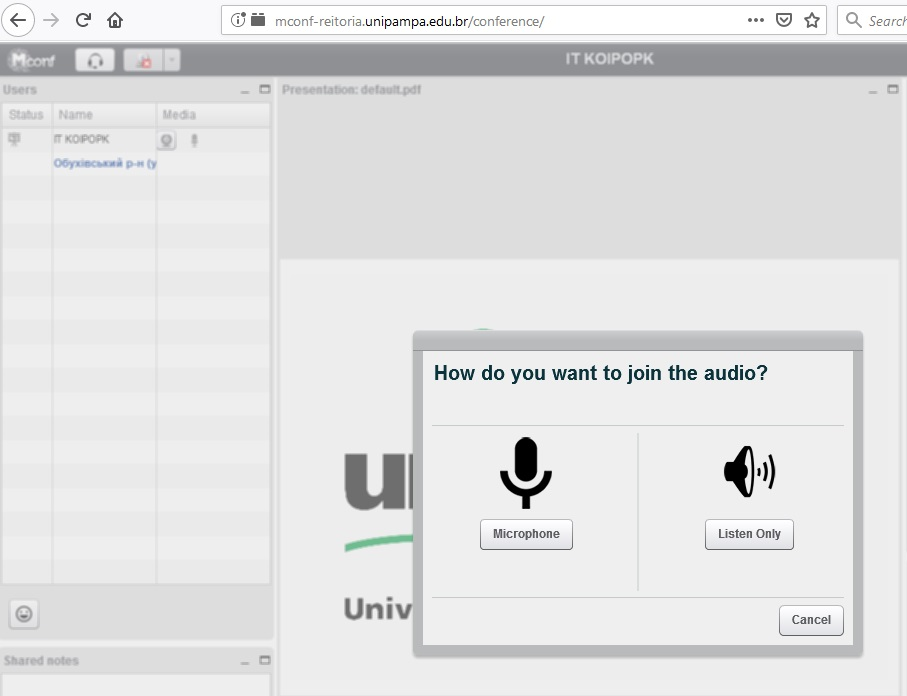 mconf-reitoria.unipampa.edu.br/conference/
Search
Mconf
IT KOIPOPK
Users
Presentation: default.pdf
Status Name Media
IT KOIPOPK
Обухівський р-н (у
How do you want to join the audio?
Microphone
Listen Only
Univ
Cancel
Shared notes